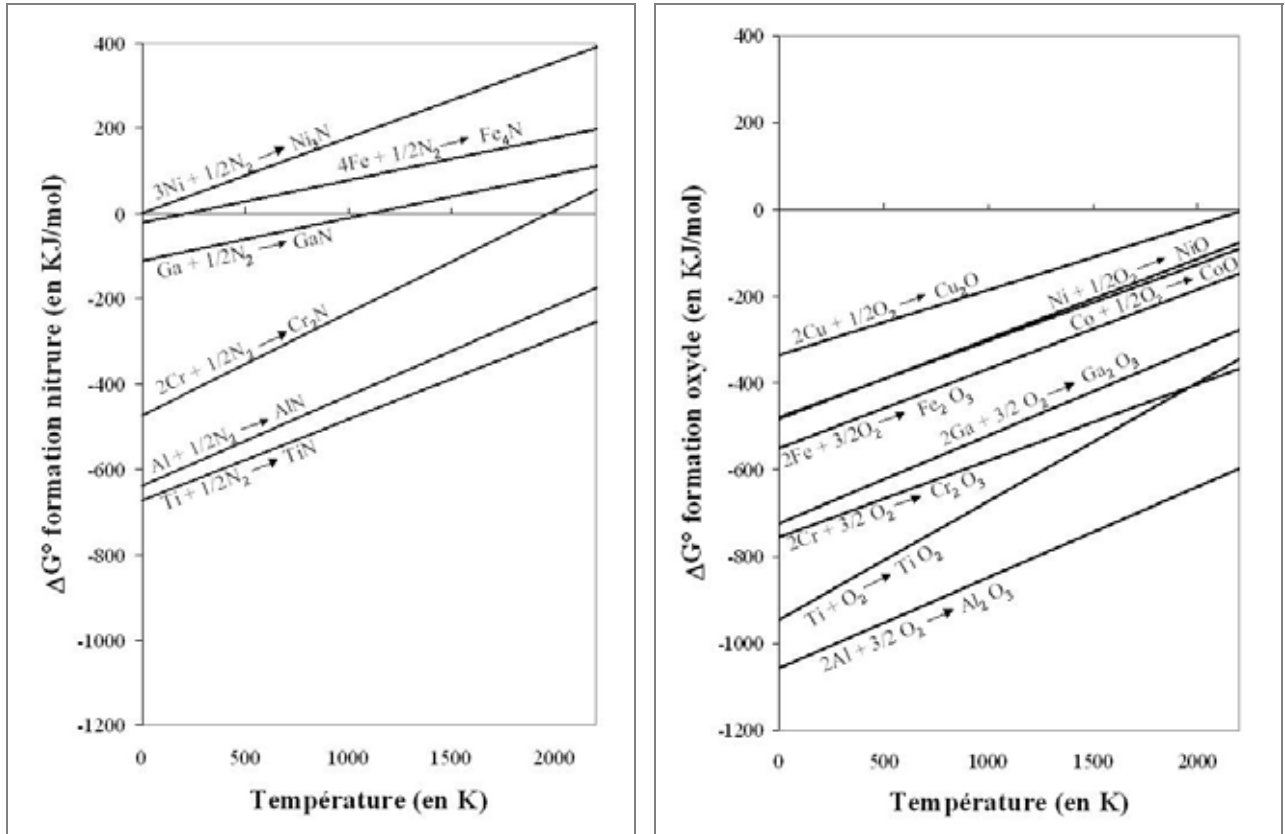 ΔG° formation nitrure (en KJ/mol)
400
200
0
-200
-400
-600
-800
-1000
-1200
3Ni + 1/2N₂ → Ni₃N
4Fe + 1/2N₂ → Fe₄N
Ga + 1/2N₂ → GaN
2Cr + 1/2N₂ → Cr₂N
Al + 1/2N₂ → AlN
Ti + 1/2N₂ → TiN
0 500 1000 1500 2000
Température (en K)
ΔG° formation oxyde (en KJ/mol)
400
200
0
-200
-400
-600
-800
-1000
-1200
2Cu + 1/2O₂ → Cu₂O
Ni + 1/2O₂ → NiO
Co + 1/2O₂ → CoO
2Fe + 3/2O₂ → Fe₂ O₃
2Ga + 3/2 O₂ → Ga₂ O₃
2Cr + 3/2 O₂ → Cr₂ O₃
Ti + O₂ → Ti O₂
2Al + 3/2 O₂ → Al₂ O₃
0 500 1000 1500 2000
Température (en K)